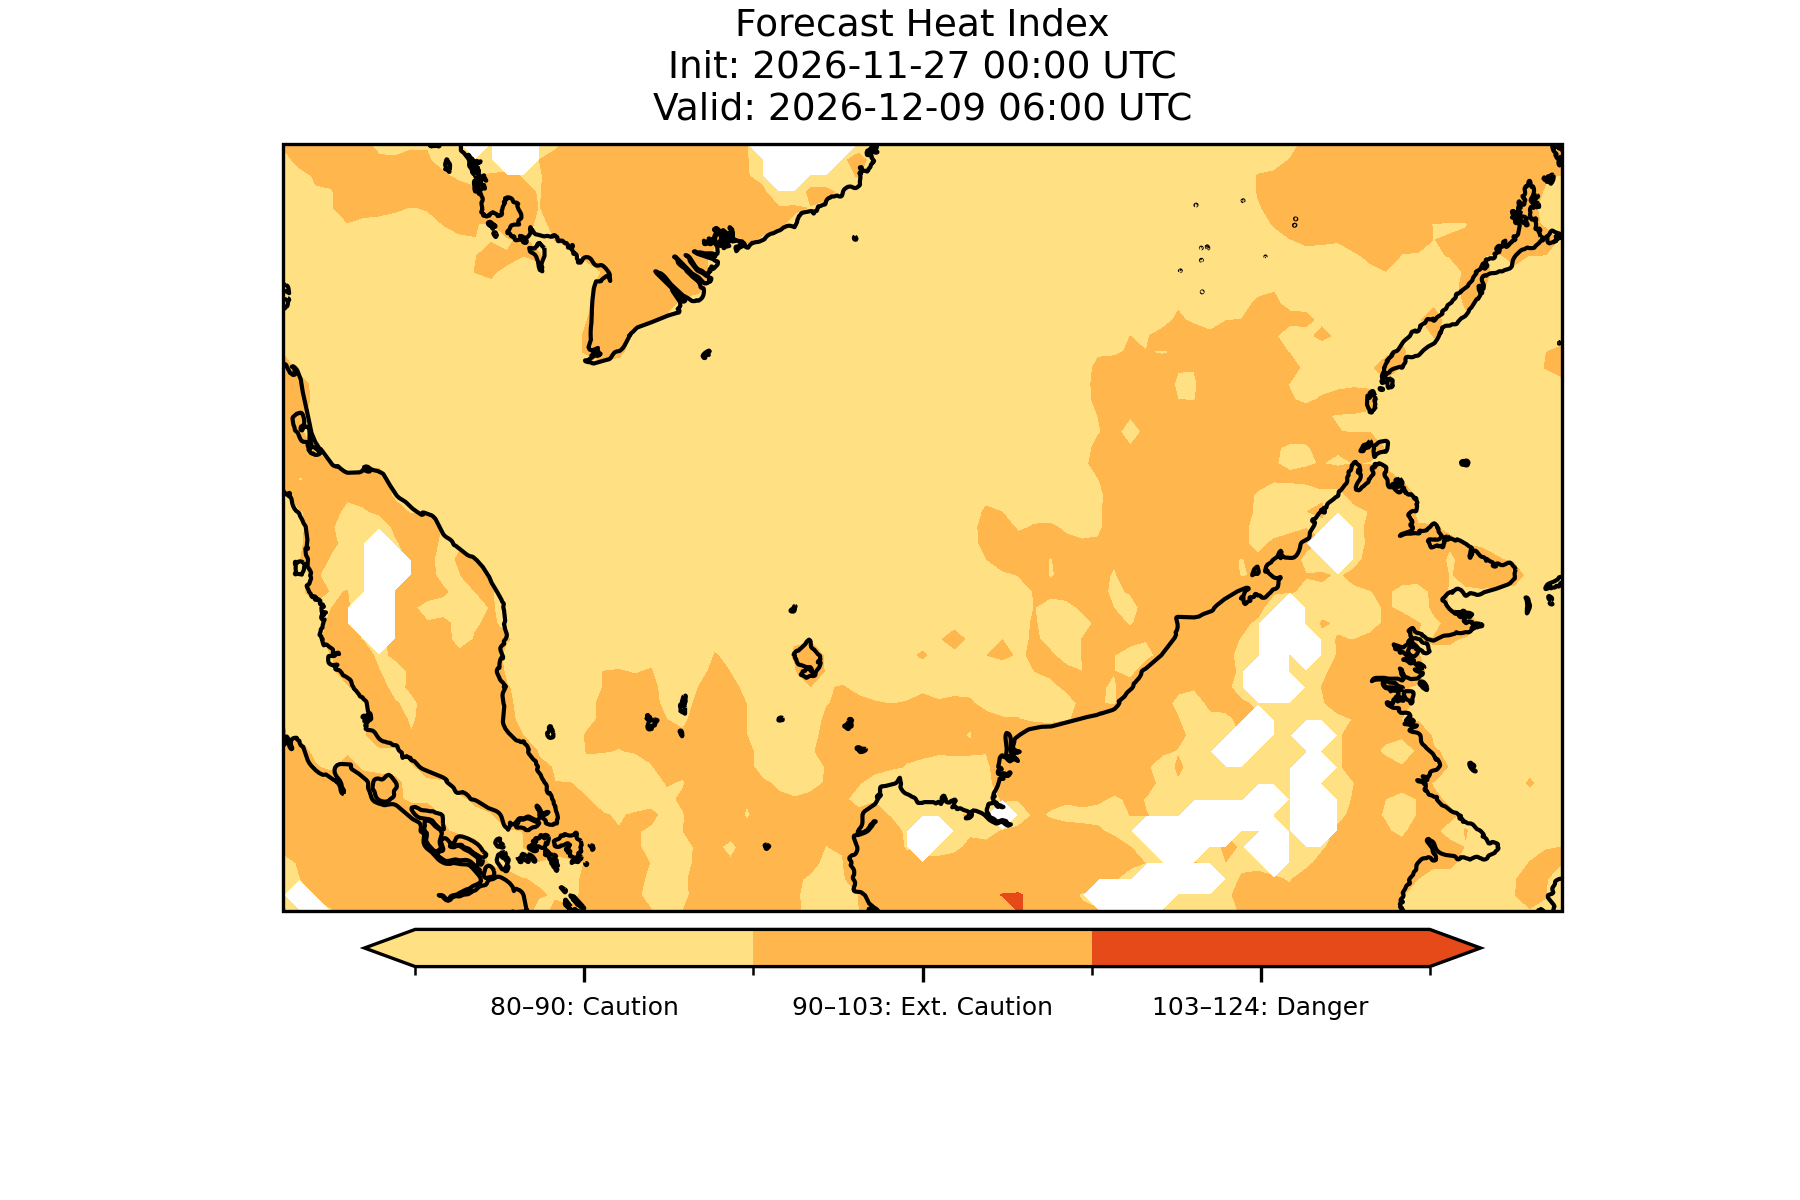 Forecast Heat Index
Init: 2026-11-27 00:00 UTC
Valid: 2026-12-09 06:00 UTC
80–90: Caution
90–103: Ext. Caution
103–124: Danger